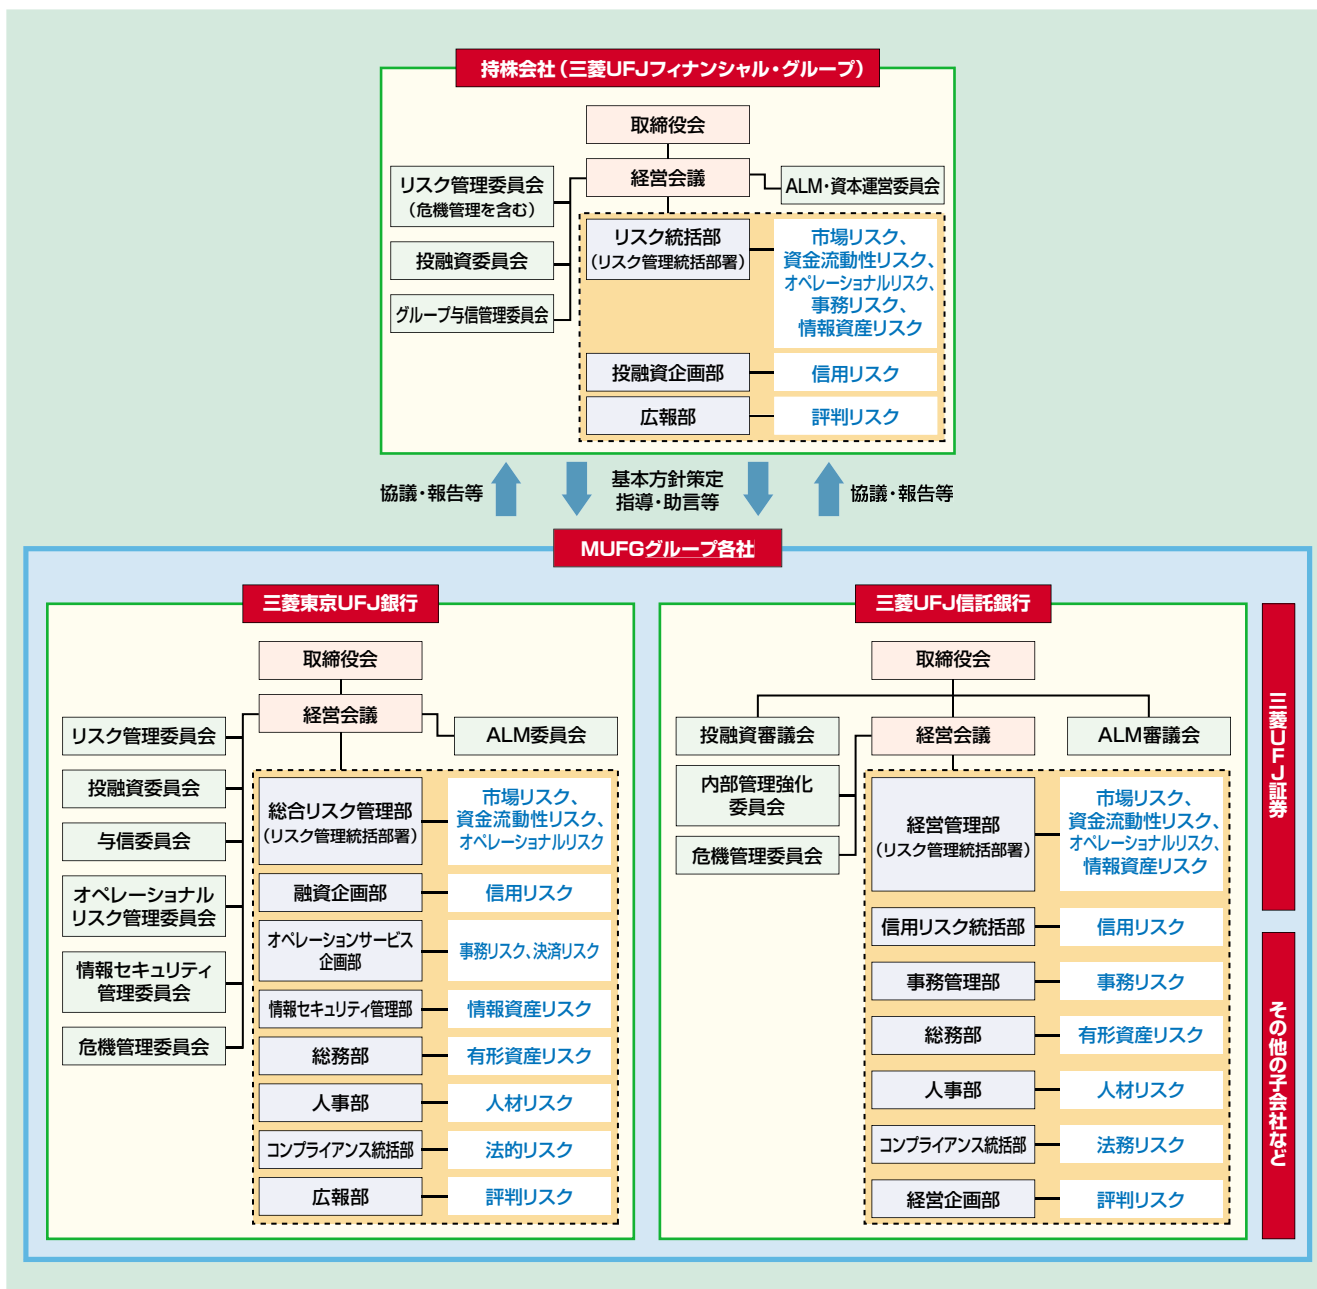 持株会社（三菱UFJフィナンシャル・グループ）
取締役会
経営会議
リスク管理委員会
（危機管理を含む）
ALM・資本運営委員会
投融資委員会
グループ与信管理委員会
リスク統括部
（リスク管理統括部署）
市場リスク、
資金流動性リスク、
オペレーショナルリスク、
事務リスク、
情報資産リスク
投融資企画部
信用リスク
広報部
評判リスク
協議・報告等
基本方針策定
指導・助言等
協議・報告等
MUFGグループ各社
三菱東京UFJ銀行
取締役会
経営会議
リスク管理委員会
ALM委員会
投融資委員会
与信委員会
オペレーショナル
リスク管理委員会
情報セキュリティ
管理委員会
危機管理委員会
総合リスク管理部
（リスク管理統括部署）
市場リスク、
資金流動性リスク、
オペレーショナルリスク
融資企画部
信用リスク
オペレーションサービス
企画部
事務リスク、決済リスク
情報セキュリティ管理部
情報資産リスク
総務部
有形資産リスク
人事部
人材リスク
コンプライアンス統括部
法的リスク
広報部
評判リスク
三菱UFJ信託銀行
取締役会
投融資審議会
経営会議
ALM審議会
内部管理強化
委員会
危機管理委員会
経営管理部
（リスク管理統括部署）
市場リスク、
資金流動性リスク、
オペレーショナルリスク、
情報資産リスク
信用リスク統括部
信用リスク
事務管理部
事務リスク
総務部
有形資産リスク
人事部
人材リスク
コンプライアンス統括部
法務リスク
経営企画部
評判リスク
三菱UFJ証券
その他の子会社など